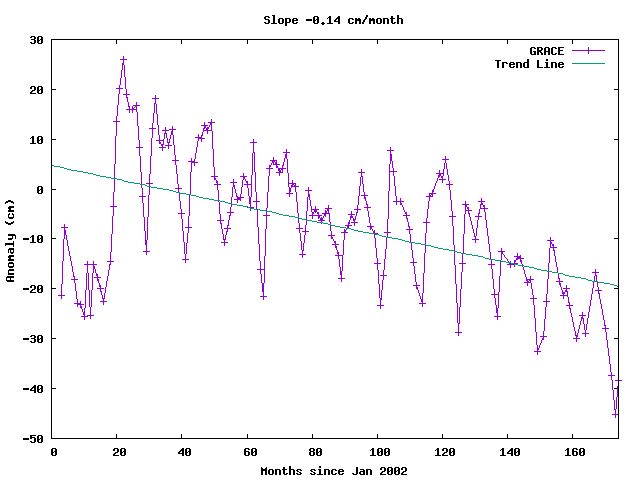 Slope -0.14 cm/month
GRACE
Trend Line
30
20
10
0
-10
-20
-30
-40
-50
Anomaly (cm)
0 20 40 60 80 100 120 140 160
Months since Jan 2002